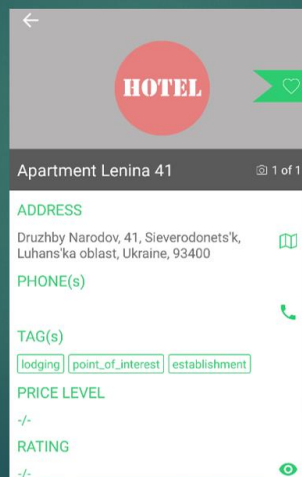 HOTEL
Apartment Lenina 41
1 of 1
ADDRESS
Druzhby Narodov, 41, Sieverodonets'k,
Luhans'ka oblast, Ukraine, 93400
PHONE(s)
TAG(s)
lodging point_of_interest establishment
PRICE LEVEL
-/-
RATING
-/-